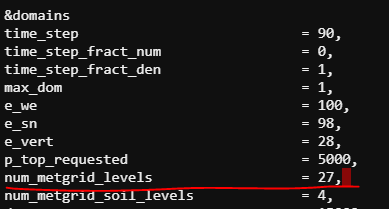 &domains
time_step = 90,
time_step_fract_num = 0,
time_step_fract_den = 1,
max_dom = 1,
e_we = 100,
e_sn = 98,
e_vert = 28,
p_top_requested = 5000,
num_metgrid_levels = 27,
num_metgrid_soil_levels = 4,